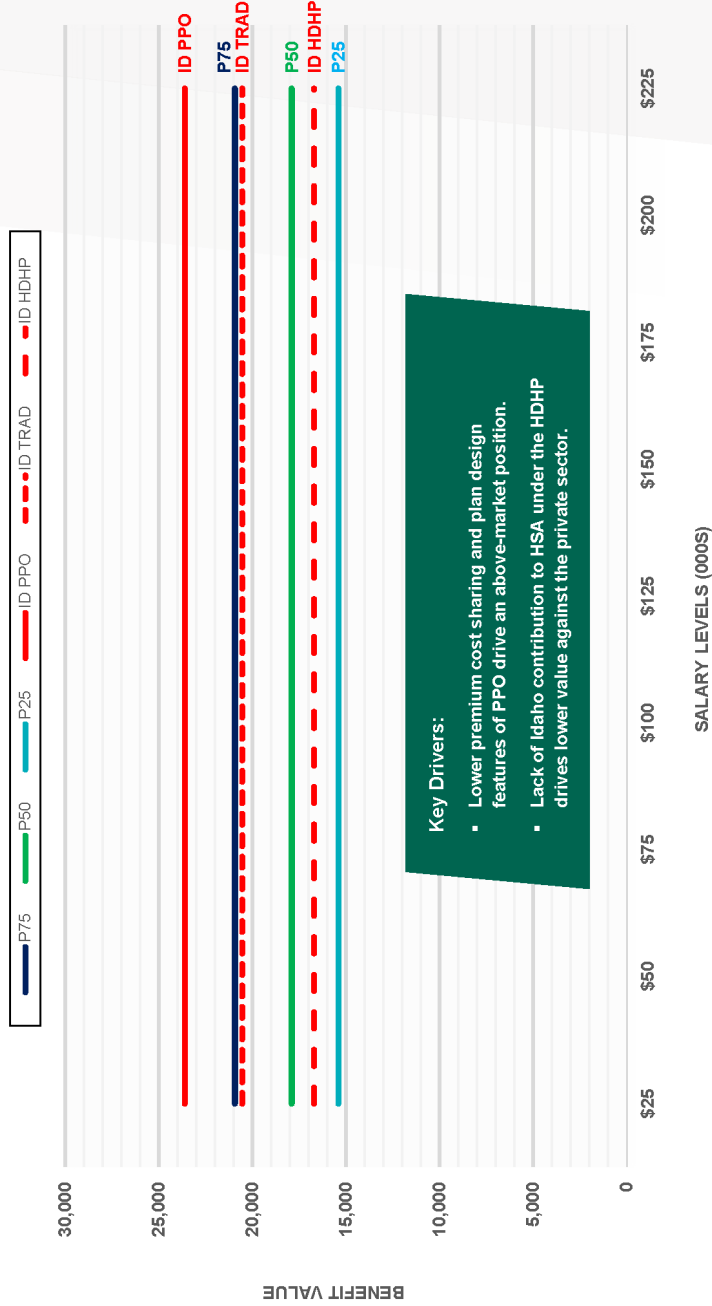 P75
P50
P25
ID PPO
ID TRAD
ID HDHP
30,000
25,000
20,000
15,000
10,000
5,000
0
BENEFIT VALUE
ID PPO
P75
ID TRAD
P50
ID HDHP
P25
Key Drivers:
▪ Lower premium cost sharing and plan design
features of PPO drive an above-market position.
▪ Lack of Idaho contribution to HSA under the HDHP
drives lower value against the private sector.
$25
$50
$75
$100
$125
$150
$175
$200
$225
SALARY LEVELS (000S)